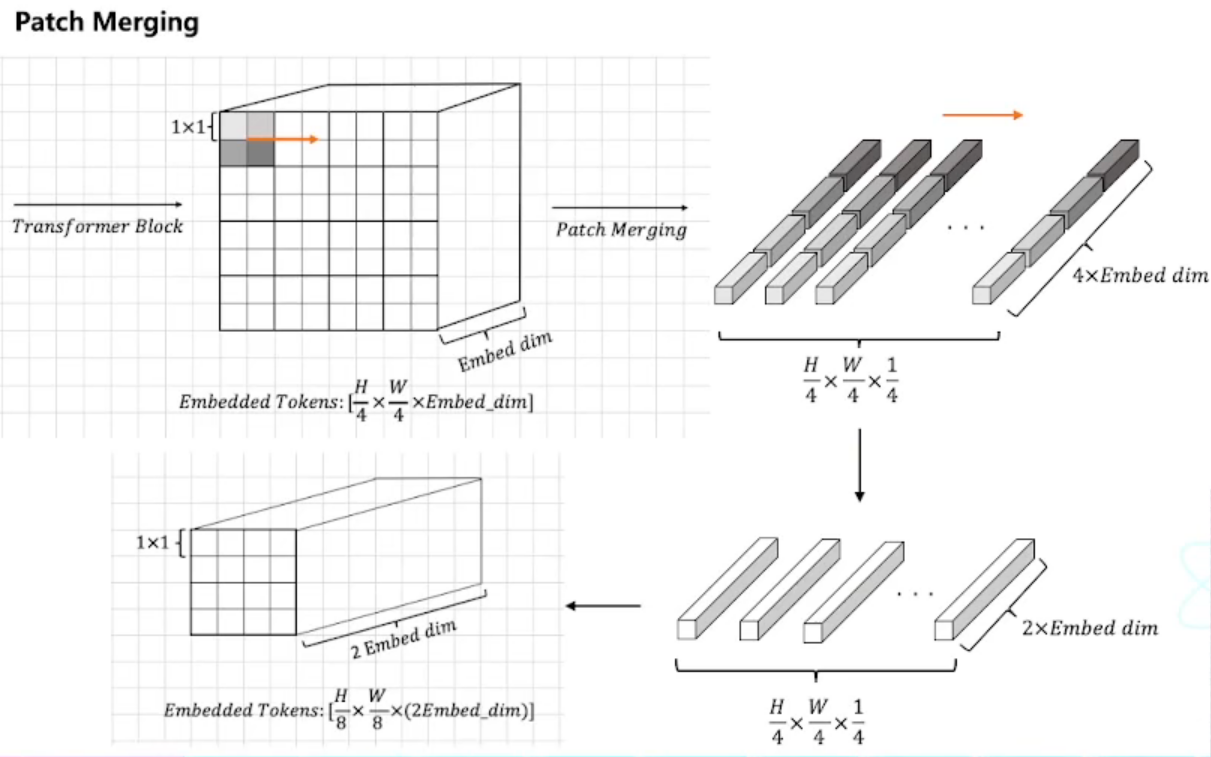 Patch Merging
1×1
Transformer Block
Patch Merging
Embed dim
Embedded Tokens: [H/4 × W/4 ×Embed_dim]
. . .
4×Embed dim
H/4 × W/4 × 1/4
1×1
2 Embed dim
Embedded Tokens: [H/8 × W/8 ×(2Embed_dim)]
. . .
2×Embed dim
H/4 × W/4 × 1/4